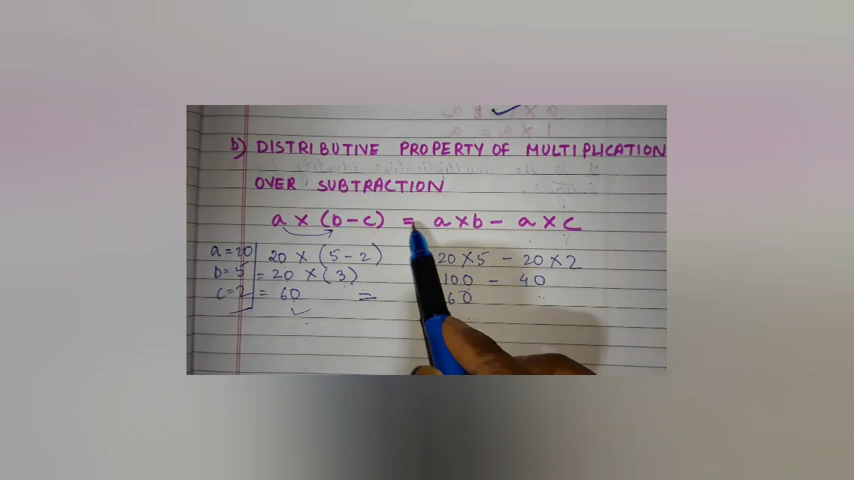 b) DISTRIBUTIVE PROPERTY OF MULTIPLICATION
OVER SUBTRACTION
a × (b - c) = a × b - a × c
a = 20 20 × (5 - 2) 20 × 5 - 20 × 2
b = 5 = 20 × (3) 100 - 40
c = 2 = 60 = 60